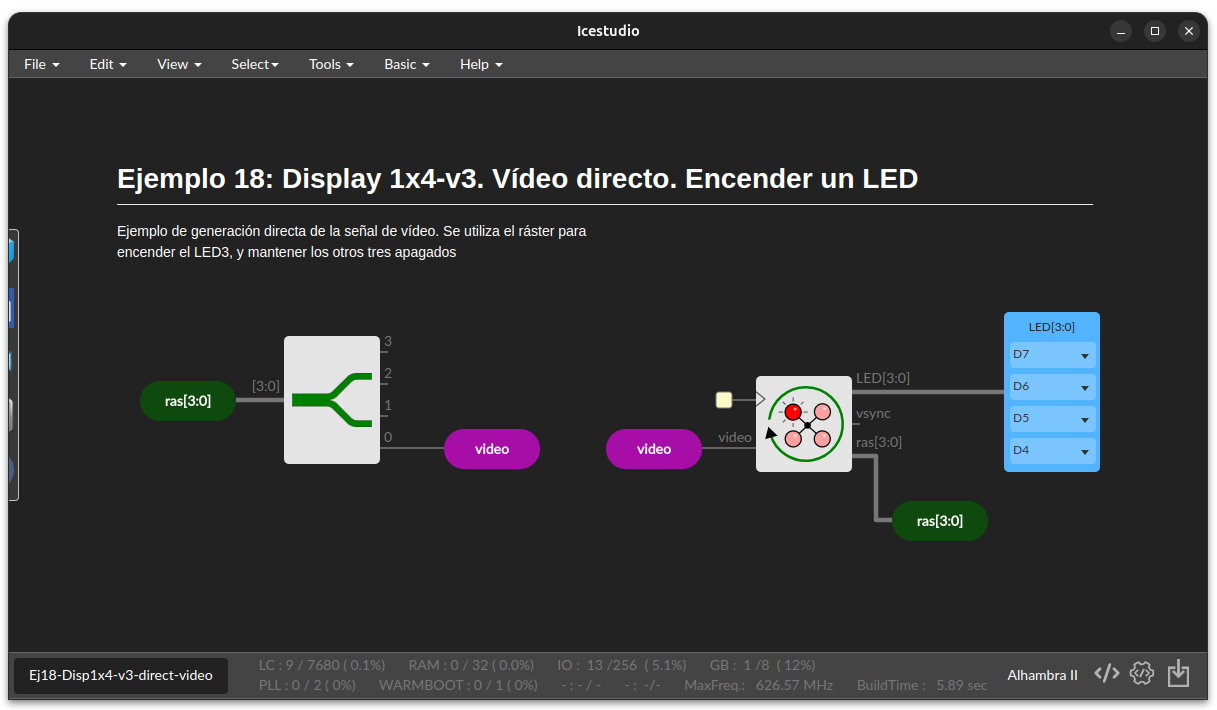 Icestudio
File Edit View Select Tools Basic Help
Ejemplo 18: Display 1x4-v3. Vídeo directo. Encender un LED
Ejemplo de generación directa de la señal de vídeo. Se utiliza el ráster para
encender el LED3, y mantener los otros tres apagados
ras[3:0]
[3:0]
3
2
1
0
video
video
video
LED[3:0]
vsync
ras[3:0]
ras[3:0]
LED[3:0]
D7
D6
D5
D4
Ej18-Disp1x4-v3-direct-video
LC : 9 / 7680 ( 0.1%) RAM : 0 / 32 ( 0.0%) IO : 13 /256 ( 5.1%) GB : 1 /8 ( 12%)
PLL : 0 / 2 ( 0%) WARMBOOT : 0 / 1 ( 0%) - : - / - - : -/- MaxFreq.: 626.57 MHz BuildTime : 5.89 sec
Alhambra II